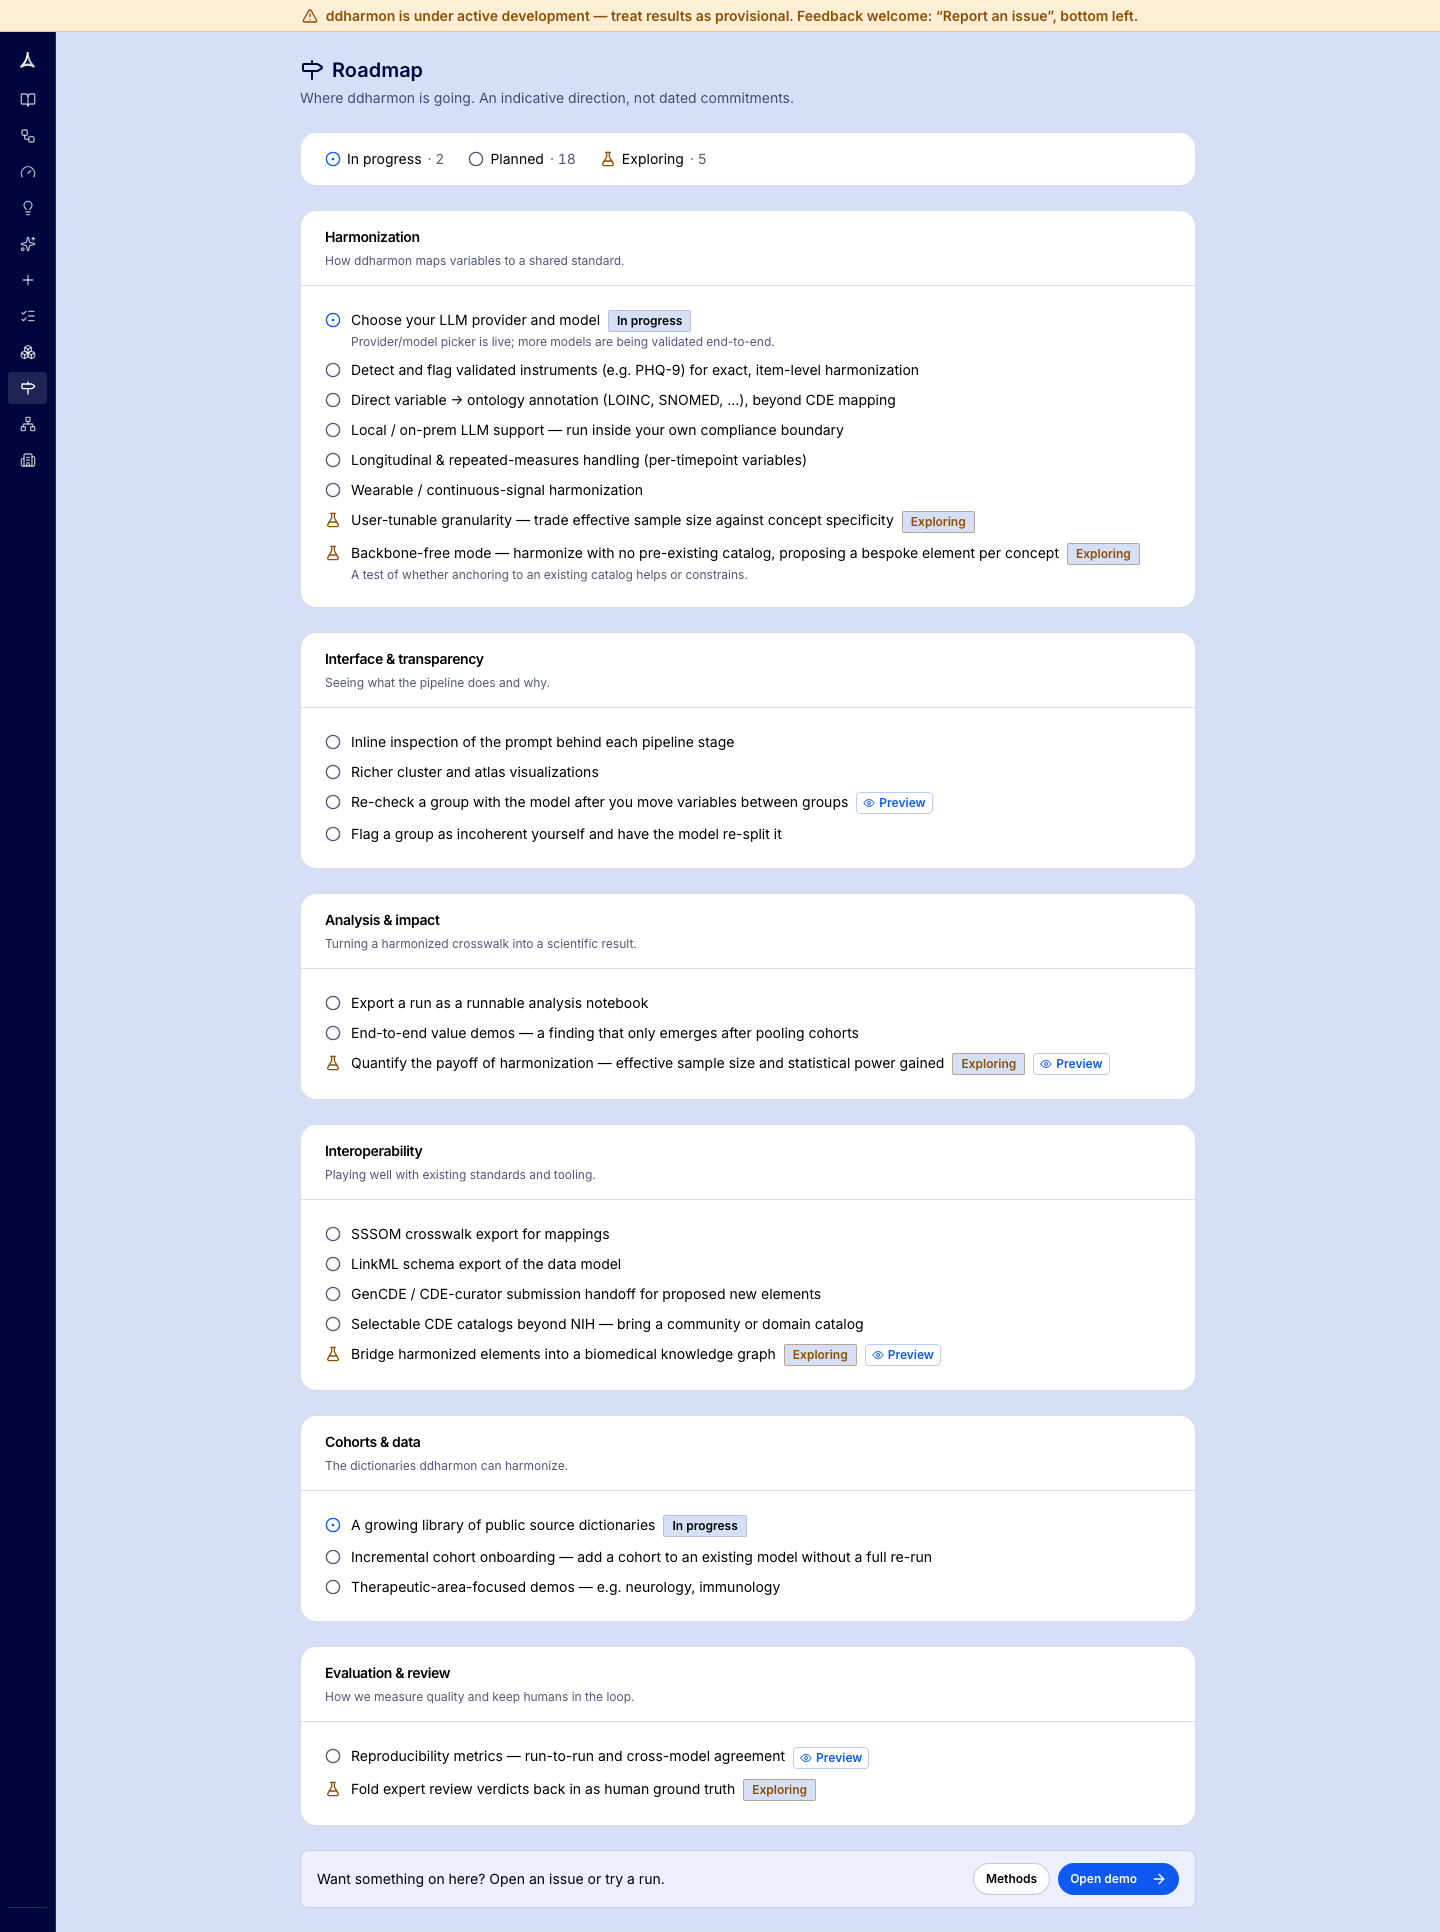 ddharmon is under active development — treat results as provisional. Feedback welcome: “Report an issue”, bottom left.
Roadmap
Where ddharmon is going. An indicative direction, not dated commitments.
In progress · 2 Planned · 18 Exploring · 5
Harmonization
How ddharmon maps variables to a shared standard.
Choose your LLM provider and model In progress
Provider/model picker is live; more models are being validated end-to-end.
Detect and flag validated instruments (e.g. PHQ-9) for exact, item-level harmonization
Direct variable → ontology annotation (LOINC, SNOMED, …), beyond CDE mapping
Local / on-prem LLM support — run inside your own compliance boundary
Longitudinal & repeated-measures handling (per-timepoint variables)
Wearable / continuous-signal harmonization
User-tunable granularity — trade effective sample size against concept specificity Exploring
Backbone-free mode — harmonize with no pre-existing catalog, proposing a bespoke element per concept Exploring
A test of whether anchoring to an existing catalog helps or constrains.
Interface & transparency
Seeing what the pipeline does and why.
Inline inspection of the prompt behind each pipeline stage
Richer cluster and atlas visualizations
Re-check a group with the model after you move variables between groups Preview
Flag a group as incoherent yourself and have the model re-split it
Analysis & impact
Turning a harmonized crosswalk into a scientific result.
Export a run as a runnable analysis notebook
End-to-end value demos — a finding that only emerges after pooling cohorts
Quantify the payoff of harmonization — effective sample size and statistical power gained Exploring Preview
Interoperability
Playing well with existing standards and tooling.
SSSOM crosswalk export for mappings
LinkML schema export of the data model
GenCDE / CDE-curator submission handoff for proposed new elements
Selectable CDE catalogs beyond NIH — bring a community or domain catalog
Bridge harmonized elements into a biomedical knowledge graph Exploring Preview
Cohorts & data
The dictionaries ddharmon can harmonize.
A growing library of public source dictionaries In progress
Incremental cohort onboarding — add a cohort to an existing model without a full re-run
Therapeutic-area-focused demos — e.g. neurology, immunology
Evaluation & review
How we measure quality and keep humans in the loop.
Reproducibility metrics — run-to-run and cross-model agreement Preview
Fold expert review verdicts back in as human ground truth Exploring
Want something on here? Open an issue or try a run. Methods Open demo →